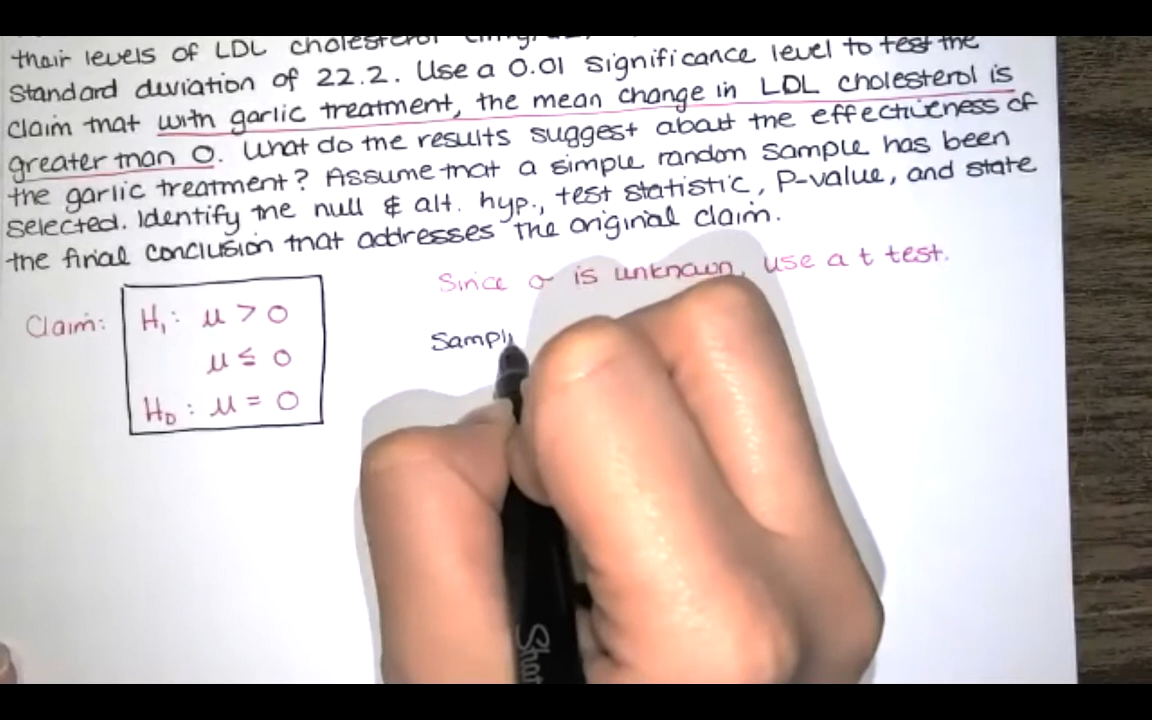 their levels of LDL cholesterol
standard deviation of 22.2. Use a 0.01 significance level to test the
claim that with garlic treatment, the mean change in LDL cholesterol is
greater than 0. What do the results suggest about the effectiveness of
the garlic treatment? Assume that a simple random sample has been
selected. Identify the null & alt. hyp., test statistic, P-value, and state
the final conclusion that addresses the original claim.
Since σ is unknown, use a t test.
Claim: H₁: μ > 0
μ ≤ 0
H₀: μ = 0
Sampl
Shar